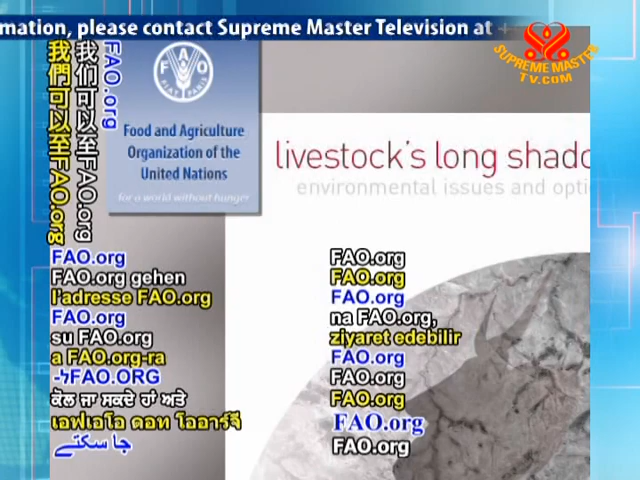 mation, please contact Supreme Master Television at +
SUPREME MASTER
TV.COM
我們可以至FAO.org
我们可以至FAO.org
FAO.org
F A O
FIAT PANIS
Food and Agriculture
Organization of the
United Nations
for a world without hunger
livestock's long shado
environmental issues and opti
FAO.org
FAO.org gehen
l'adresse FAO.org
FAO.org
su FAO.org
a FAO.org-ra
-לFAO.ORG
ਕੋਲ ਜਾ ਸਕਦੇ ਹਾਂ ਅਤੇ
เอฟเอโอ ดอท โออาร์จี
جا سکتے
FAO.org
FAO.org
FAO.org
na FAO.org,
ziyaret edebilir
FAO.org
FAO.org
FAO.org
FAO.org
FAO.org